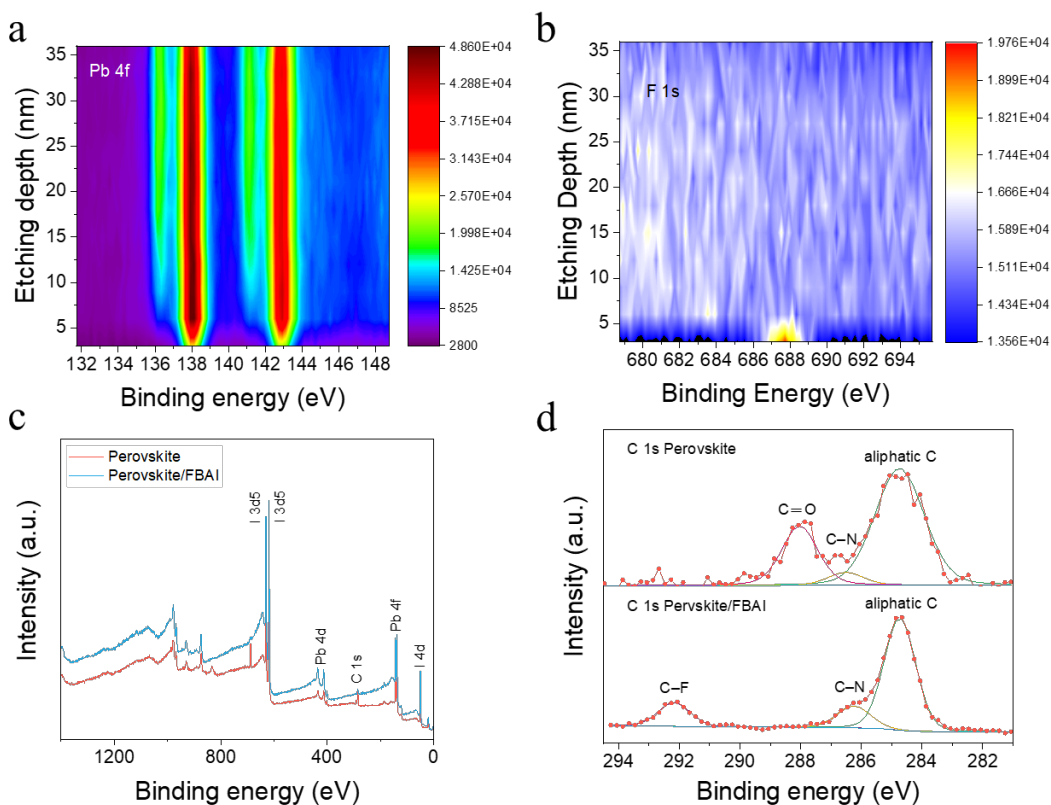 a
Pb 4f
35
30
25
20
15
10
5
132 134 136 138 140 142 144 146 148
Etching depth (nm)
Binding energy (eV)
4.860E+04
4.288E+04
3.715E+04
3.143E+04
2.570E+04
1.998E+04
1.425E+04
8525
2800
b
F 1s
35
30
25
20
15
10
5
680 682 684 686 688 690 692 694
Etching Depth (nm)
Binding Energy (eV)
1.976E+04
1.899E+04
1.821E+04
1.744E+04
1.666E+04
1.589E+04
1.511E+04
1.434E+04
1.356E+04
c
Perovskite
Perovskite/FBAI
I 3d5
I 3d5
Pb 4d
C 1s
Pb 4f
I 4d
1200 800 400 0
Intensity (a.u.)
Binding energy (eV)
d
C 1s Perovskite
aliphatic C
C=O
C–N
C 1s Pervskite/FBAI
aliphatic C
C–F
C–N
294 292 290 288 286 284 282
Intensity (a.u.)
Binding energy (eV)